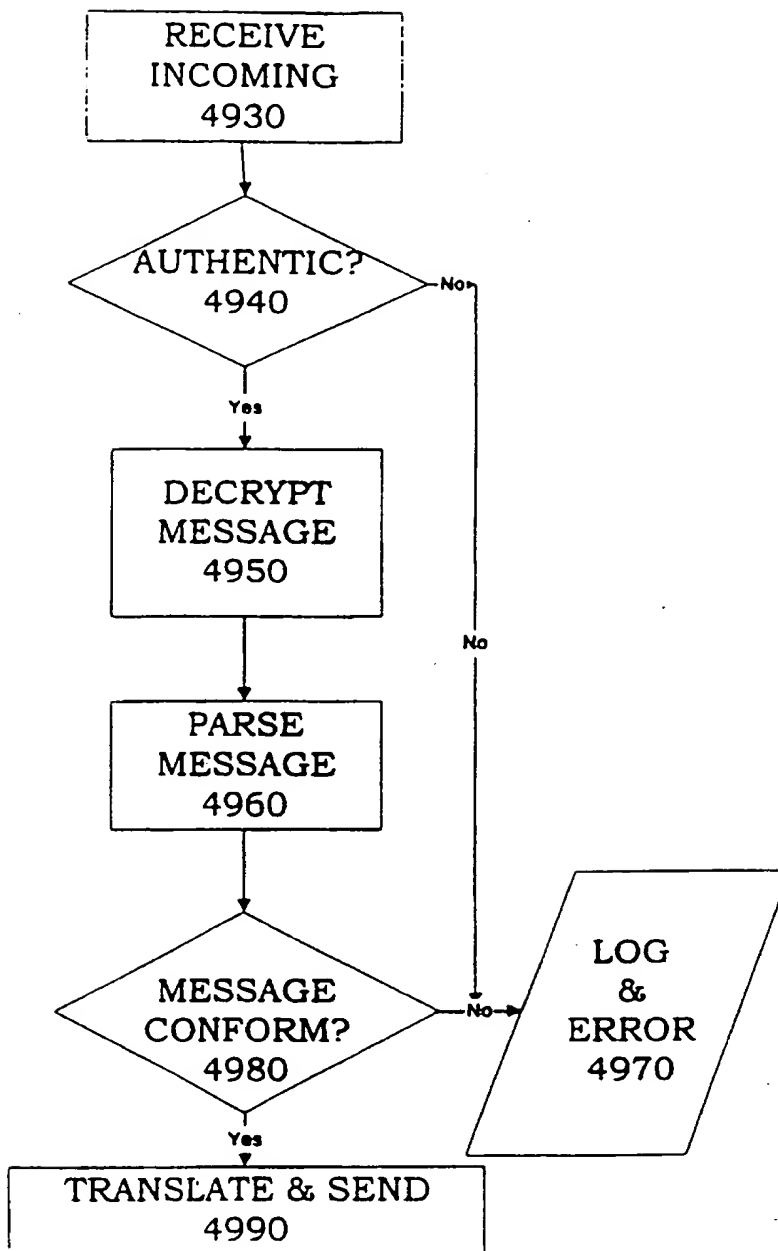 RECEIVE
INCOMING
4930
AUTHENTIC?
4940
No
Yes
DECRYPT
MESSAGE
4950
No
PARSE
MESSAGE
4960
MESSAGE
CONFORM?
4980
No
LOG
&
ERROR
4970
Yes
TRANSLATE & SEND
4990